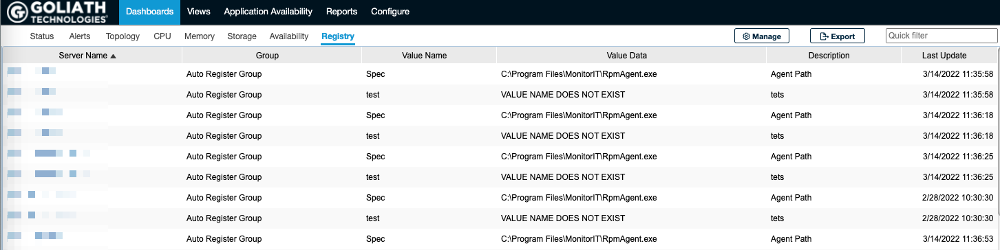 GOLIATH TECHNOLOGIES Dashboards Views Application Availability Reports Configure
Status Alerts Topology CPU Memory Storage Availability Registry Manage Export Quick filter
Server Name Group Value Name Value Data Description Last Update
Auto Register Group Spec C:\Program Files\MonitorIT\RpmAgent.exe Agent Path 3/14/2022 11:35:58
Auto Register Group test VALUE NAME DOES NOT EXIST tets 3/14/2022 11:35:58
Auto Register Group Spec C:\Program Files\MonitorIT\RpmAgent.exe Agent Path 3/14/2022 11:36:18
Auto Register Group test VALUE NAME DOES NOT EXIST tets 3/14/2022 11:36:18
Auto Register Group Spec C:\Program Files\MonitorIT\RpmAgent.exe Agent Path 3/14/2022 11:36:25
Auto Register Group test VALUE NAME DOES NOT EXIST tets 3/14/2022 11:36:25
Auto Register Group Spec C:\Program Files\MonitorIT\RpmAgent.exe Agent Path 2/28/2022 10:30:30
Auto Register Group test VALUE NAME DOES NOT EXIST tets 2/28/2022 10:30:30
Auto Register Group Spec C:\Program Files\MonitorIT\RpmAgent.exe Agent Path 3/14/2022 11:36:53